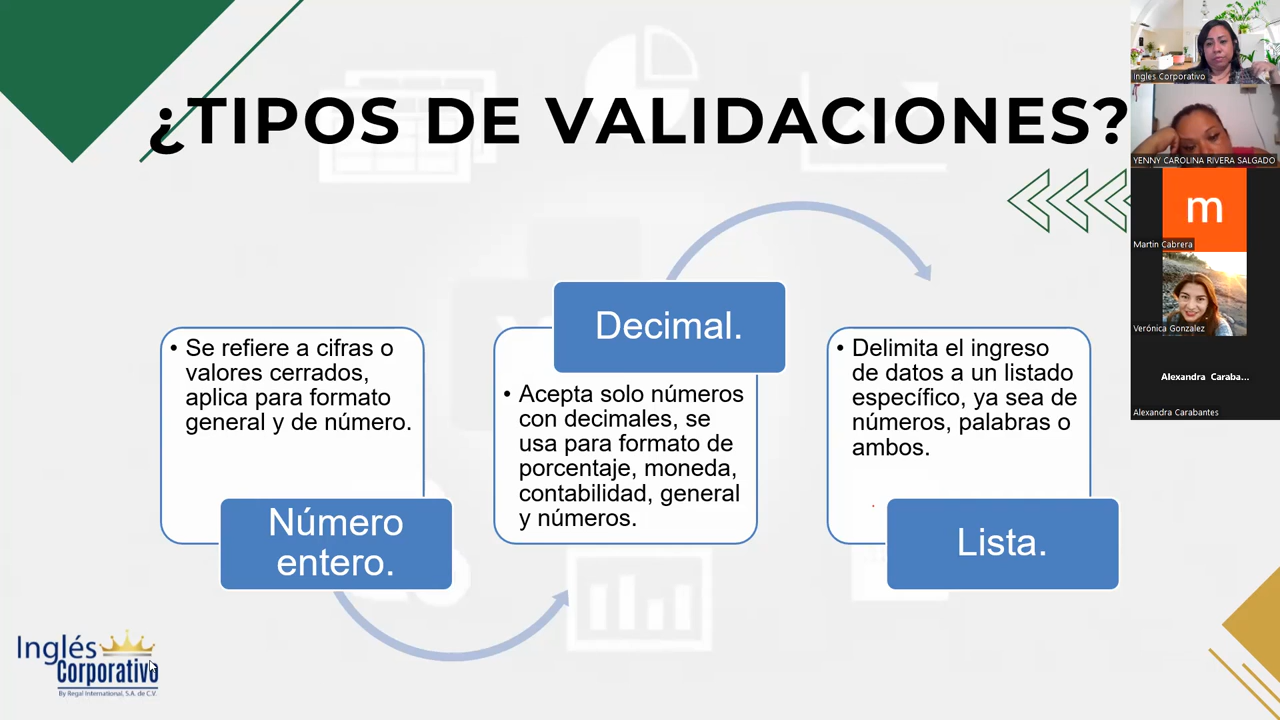 ¿TIPOS DE VALIDACIONES?
• Se refiere a cifras o
valores cerrados,
aplica para formato
general y de número.
Número
entero.
Decimal.
• Acepta solo números
con decimales, se
usa para formato de
porcentaje, moneda,
contabilidad, general
y números.
• Delimita el ingreso
de datos a un listado
específico, ya sea de
números, palabras o
ambos.
Lista.
Inglés
Corporativo
By Regal International, S.A. de C.V.
Ingles Corporativo
YENNY CAROLINA RIVERA SALGADO
m
Martin Cabrera
Verónica Gonzalez
Alexandra Caraba...
Alexandra Carabantes